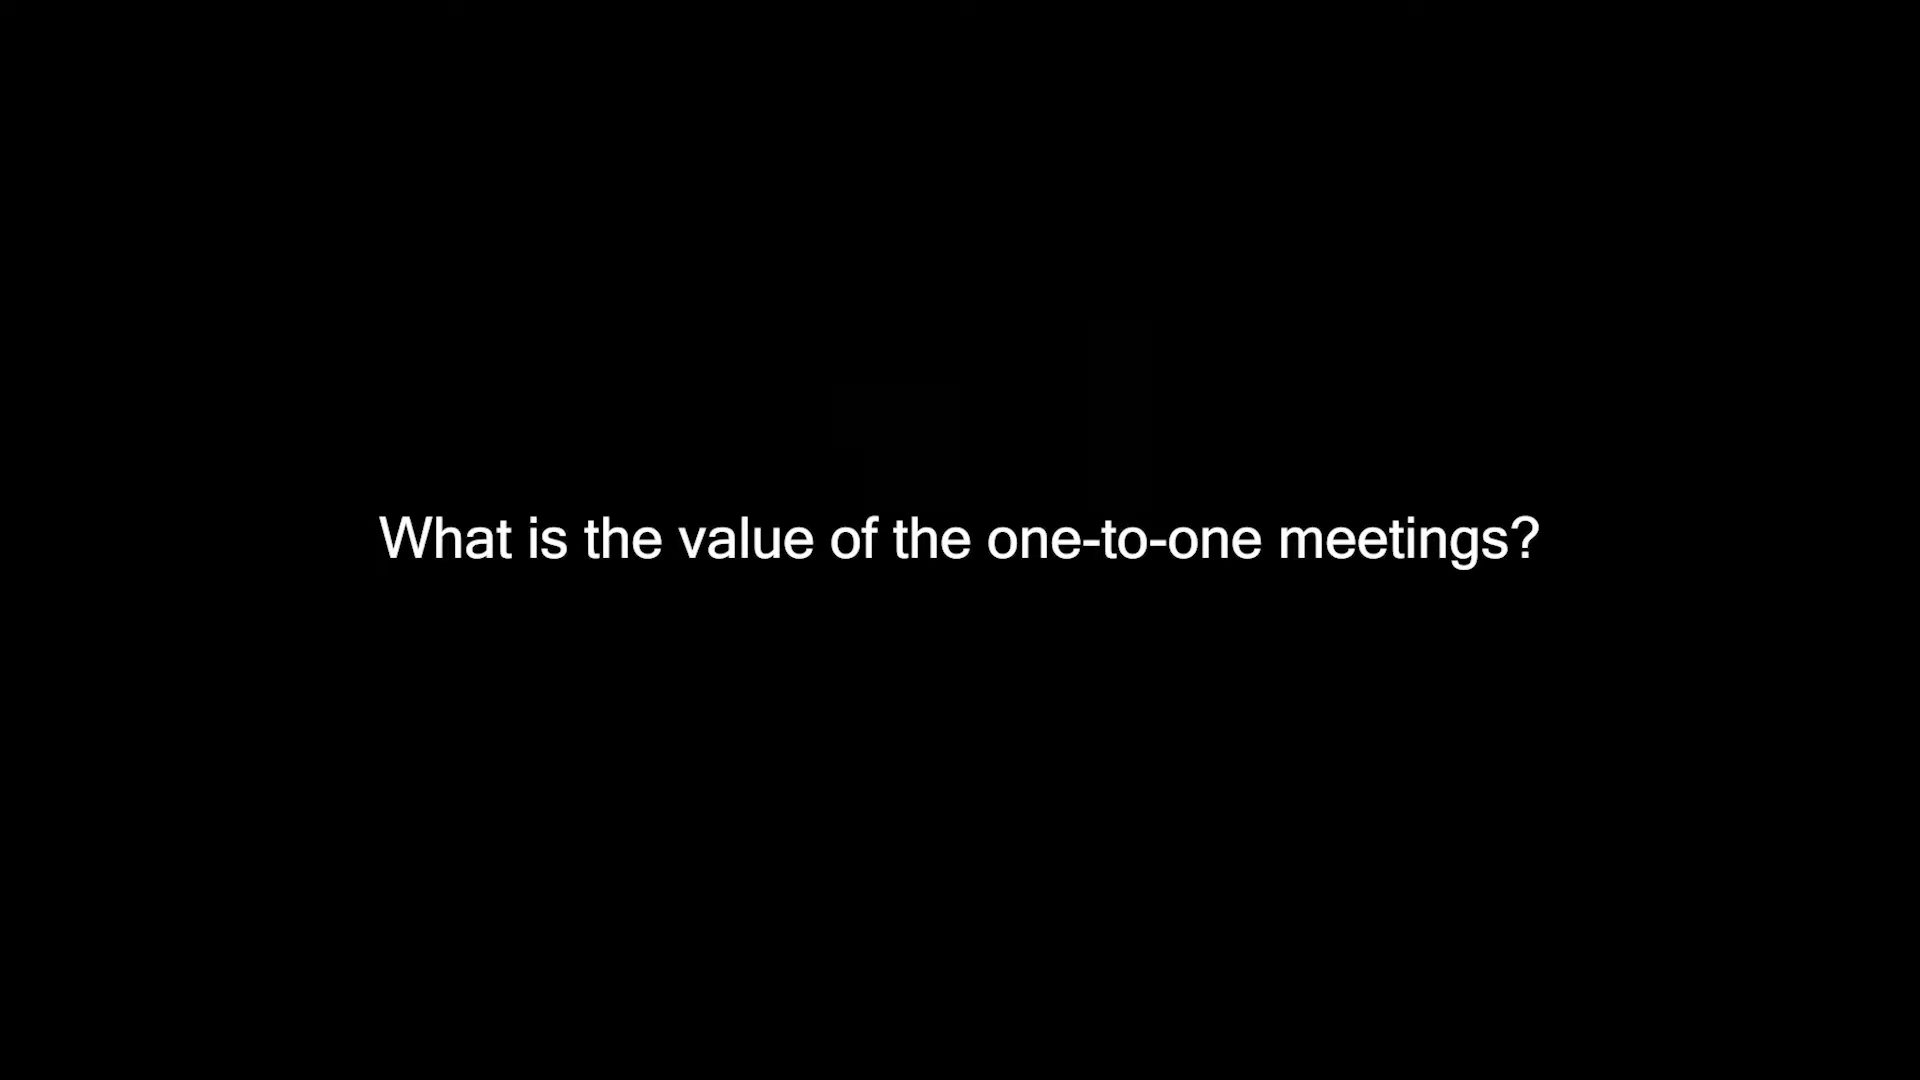 What is the value of the one-to-one meetings?